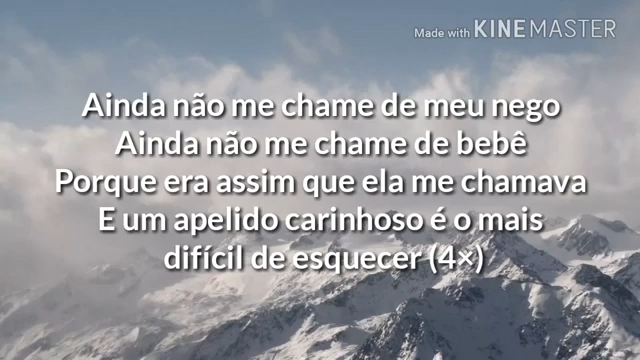 Made with KINEMASTER
Ainda não me chame de meu nego
Ainda não me chame de bebê
Porque era assim que ela me chamava
E um apelido carinhoso é o mais
difícil de esquecer (4×)